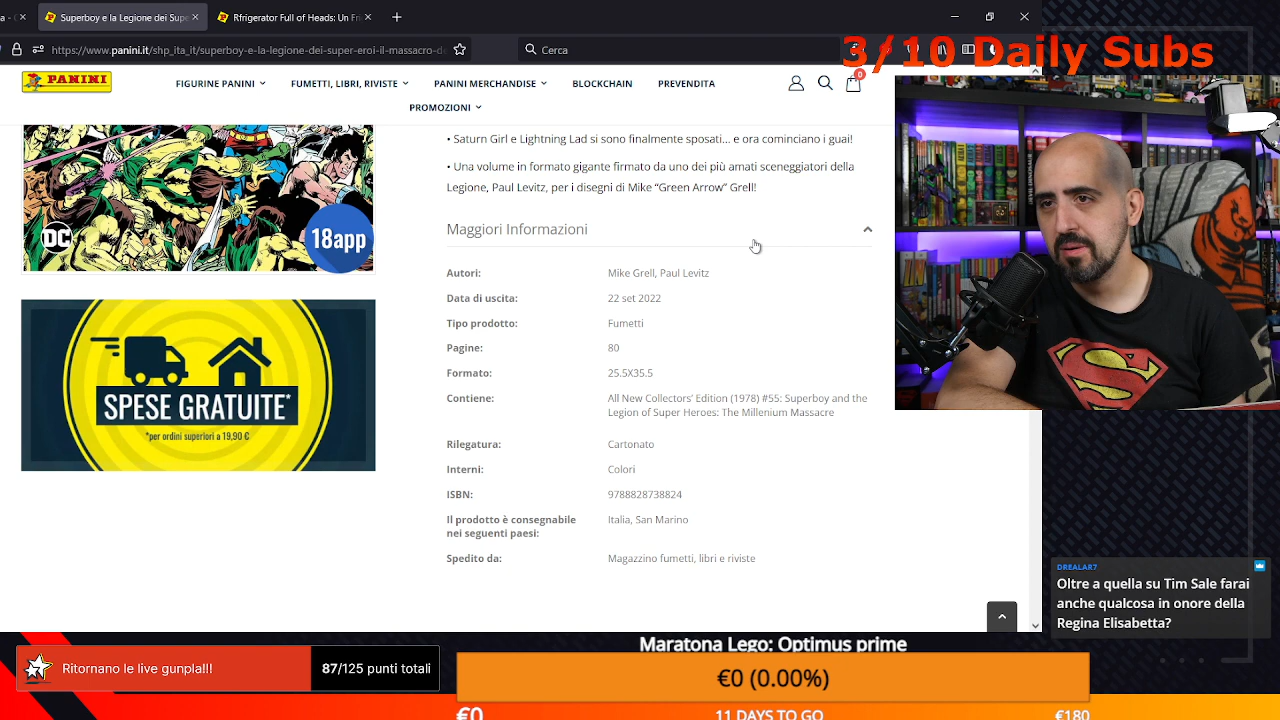 Superboy e la Legione dei Sup
Rfrigerator Full of Heads: Un Fri
https://www.panini.it/shp_ita_it/superboy-e-la-legione-dei-super-eroi-il-massacro-d
Cerca
3/10 Daily Subs
PANINI
FIGURINE PANINI
FUMETTI, LIBRI, RIVISTE
PANINI MERCHANDISE
BLOCKCHAIN
PREVENDITA
0
PROMOZIONI
• Saturn Girl e Lightning Lad si sono finalmente sposati... e ora cominciano i guai!
• Una volume in formato gigante firmato da uno dei più amati sceneggiatori della
Legione, Paul Levitz, per i disegni di Mike “Green Arrow” Grell!
DC
18app
Maggiori Informazioni
Autori: Mike Grell, Paul Levitz
Data di uscita: 22 set 2022
Tipo prodotto: Fumetti
Pagine: 80
Formato: 25.5X35.5
Contiene: All New Collectors' Edition (1978) #55: Superboy and the
Legion of Super Heroes: The Millenium Massacre
Rilegatura: Cartonato
Interni: Colori
ISBN: 9788828738824
Il prodotto è consegnabile Italia, San Marino
nei seguenti paesi:
Spedito da: Magazzino fumetti, libri e riviste
SPESE GRATUITE*
*per ordini superiori a 19,90 €
DREALAR7
Oltre a quella su Tim Sale farai
anche qualcosa in onore della
Regina Elisabetta?
Ritornano le live gunpla!!!
87/125 punti totali
Maratona Lego: Optimus prime
€0 (0.00%)
€0
11 DAYS TO GO
€180